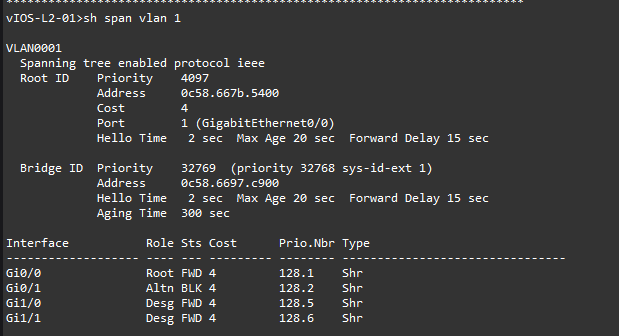 **************************************************************************
vIOS-L2-01>sh span vlan 1

VLAN0001
  Spanning tree enabled protocol ieee
  Root ID    Priority    4097
             Address     0c58.667b.5400
             Cost        4
             Port        1 (GigabitEthernet0/0)
             Hello Time   2 sec  Max Age 20 sec  Forward Delay 15 sec

  Bridge ID  Priority    32769  (priority 32768 sys-id-ext 1)
             Address     0c58.6697.c900
             Hello Time   2 sec  Max Age 20 sec  Forward Delay 15 sec
             Aging Time  300 sec

Interface           Role Sts Cost      Prio.Nbr Type
------------------- ---- --- --------- -------- --------------------------------
Gi0/0               Root FWD 4         128.1    Shr
Gi0/1               Altn BLK 4         128.2    Shr
Gi1/0               Desg FWD 4         128.5    Shr
Gi1/1               Desg FWD 4         128.6    Shr